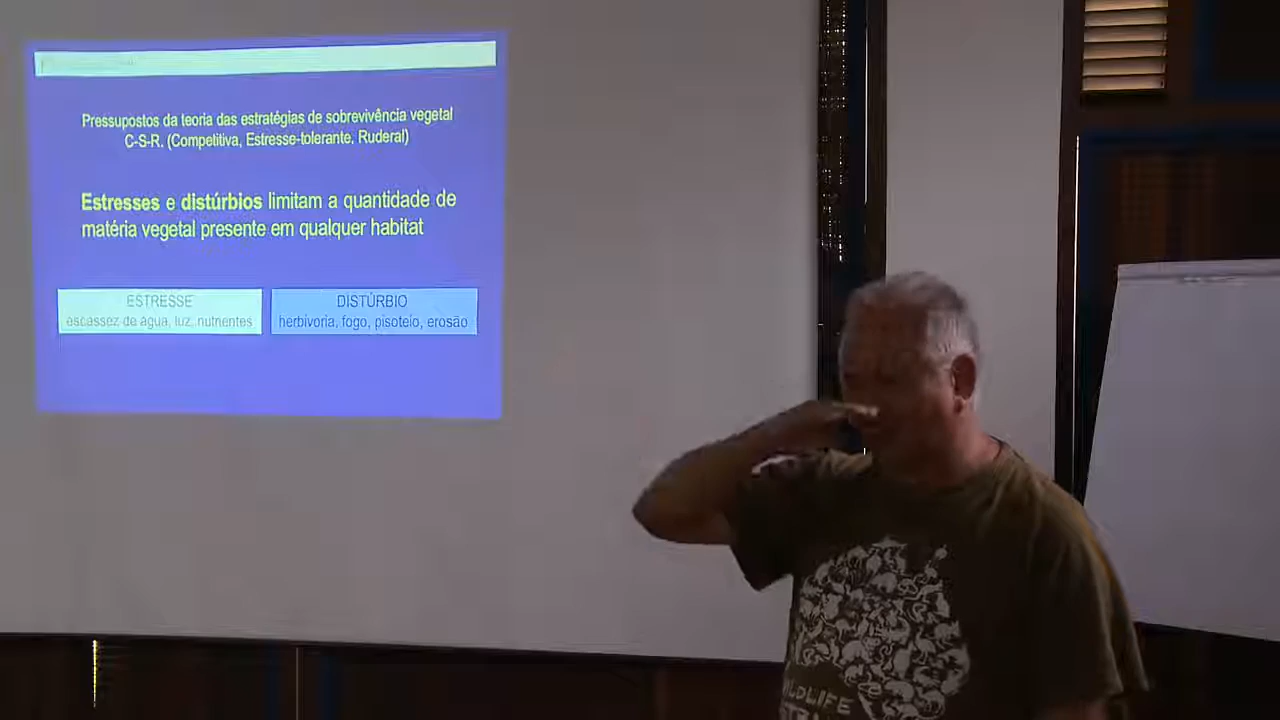 Pressupostos da teoria das estratégias de sobrevivência vegetal
C-S-R. (Competitiva, Estresse-tolerante, Ruderal)
Estresses e distúrbios limitam a quantidade de
matéria vegetal presente em qualquer habitat
ESTRESSE
escassez de água, luz, nutrientes
DISTÚRBIO
herbivoria, fogo, pisoteio, erosão
WILDLIFE